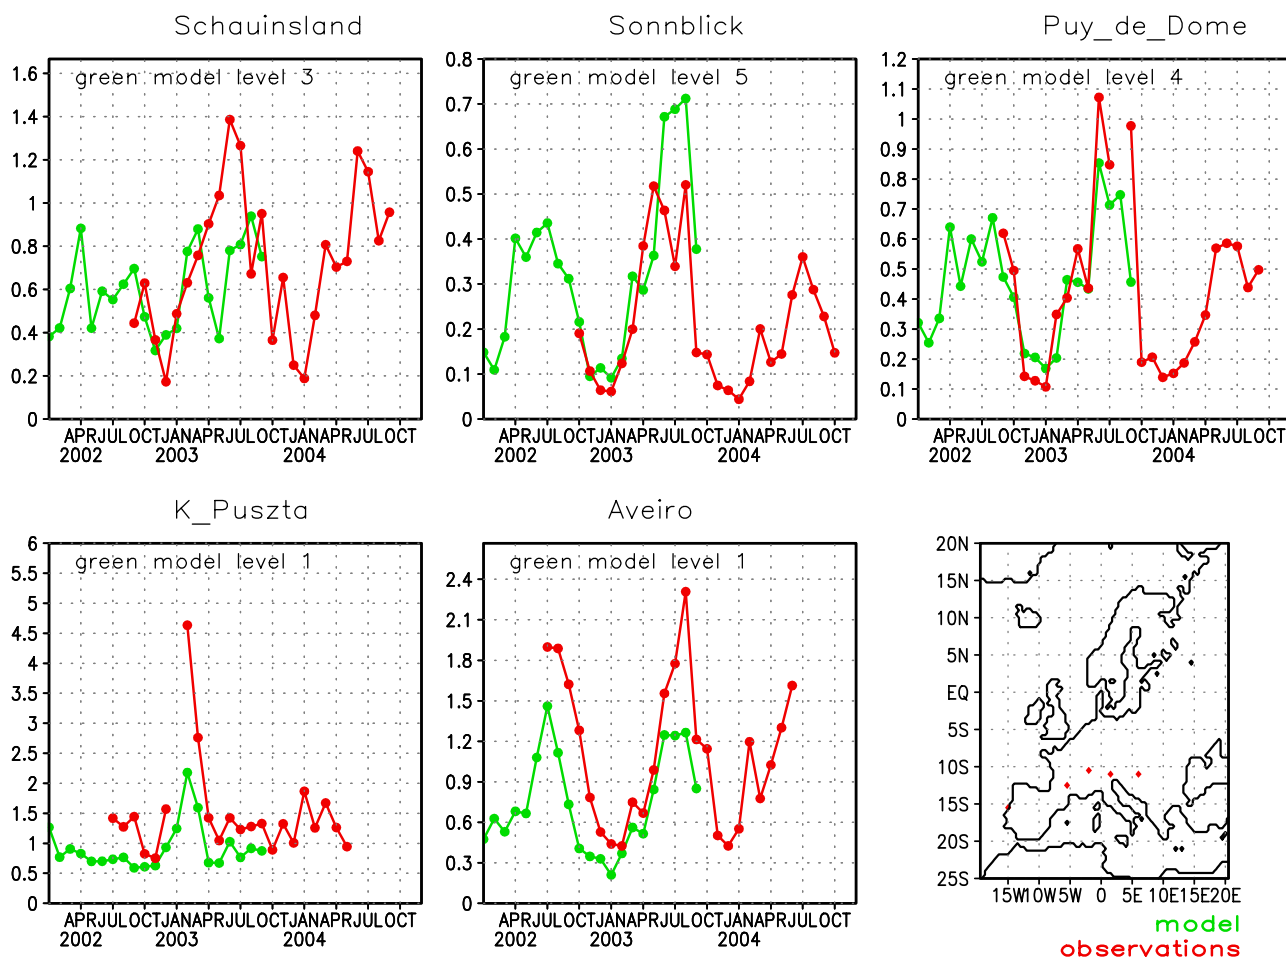 Schauinsland
Sonnblick
Puy_de_Dome
green model level 3
1.6
1.4
1.2
1
0.8
0.6
0.4
0.2
0
APRJULOCTJANAPRJULOCTJANAPRJULOCT
2002 2003 2004
green model level 5
0.8
0.7
0.6
0.5
0.4
0.3
0.2
0.1
0
APRJULOCTJANAPRJULOCTJANAPRJULOCT
2002 2003 2004
green model level 4
1.2
1.1
1
0.9
0.8
0.7
0.6
0.5
0.4
0.3
0.2
0.1
0
APRJULOCTJANAPRJULOCTJANAPRJULOCT
2002 2003 2004
K_Puszta
Aveiro
green model level 1
6
5.5
5
4.5
4
3.5
3
2.5
2
1.5
1
0.5
0
APRJULOCTJANAPRJULOCTJANAPRJULOCT
2002 2003 2004
green model level 1
2.4
2.1
1.8
1.5
1.2
0.9
0.6
0.3
0
APRJULOCTJANAPRJULOCTJANAPRJULOCT
2002 2003 2004
20N
15N
10N
5N
EQ
5S
10S
15S
20S
25S
15W10W5W 0 5E 10E15E20E
model
observations